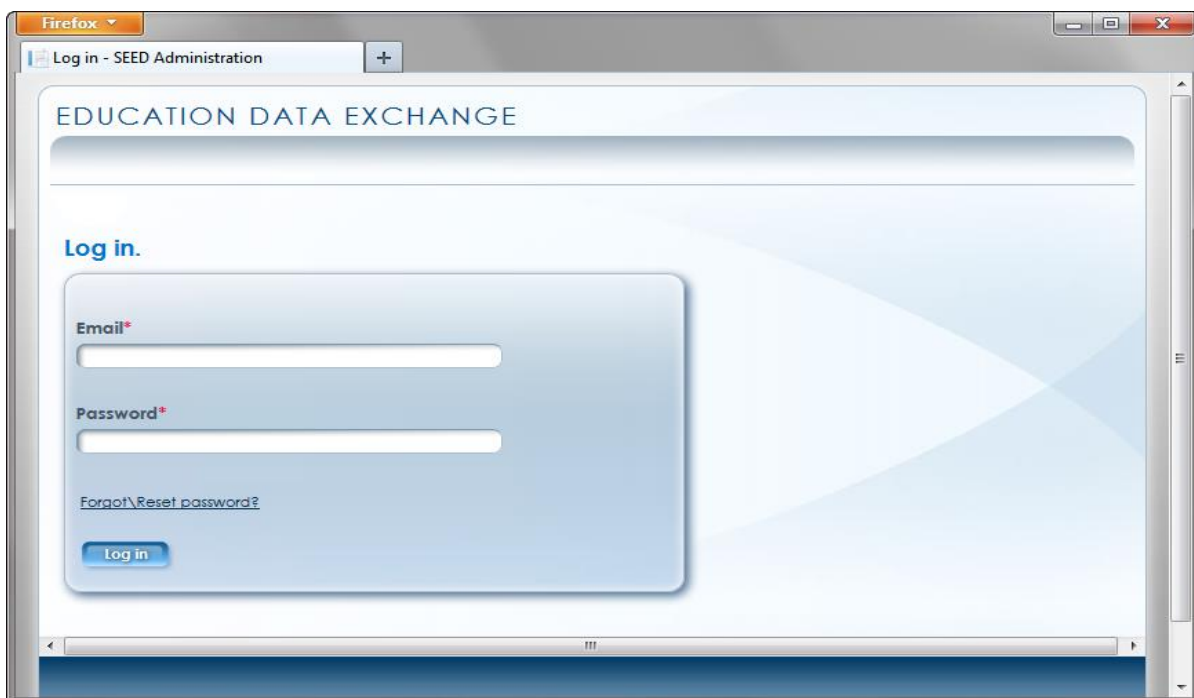 Firefox
Log in - SEED Administration
EDUCATION DATA EXCHANGE
Log in.
Email*
Password*
Forgot\Reset password?
Log in